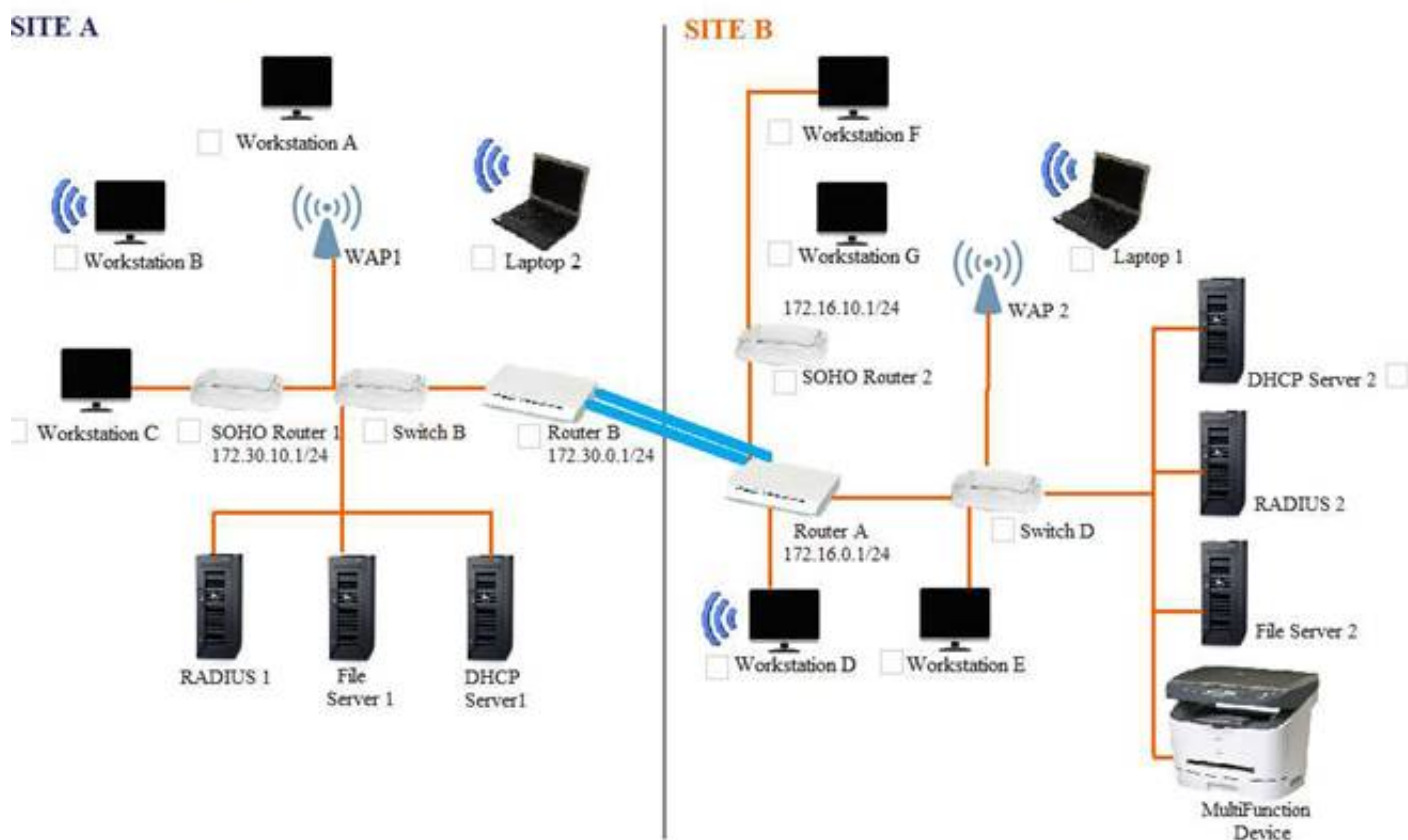 SITE A
SITE B
Workstation A
Workstation F
Workstation B
WAP1
Laptop 2
Workstation G
Laptop 1
172.16.10.1/24
WAP 2
SOHO Router 2
DHCP Server 2
Workstation C
SOHO Router 1
172.30.10.1/24
Switch B
Router B
172.30.0.1/24
RADIUS 2
Router A
172.16.0.1/24
Switch D
RADIUS 1
File
Server 1
DHCP
Server1
Workstation D
Workstation E
File Server 2
MultiFunction
Device